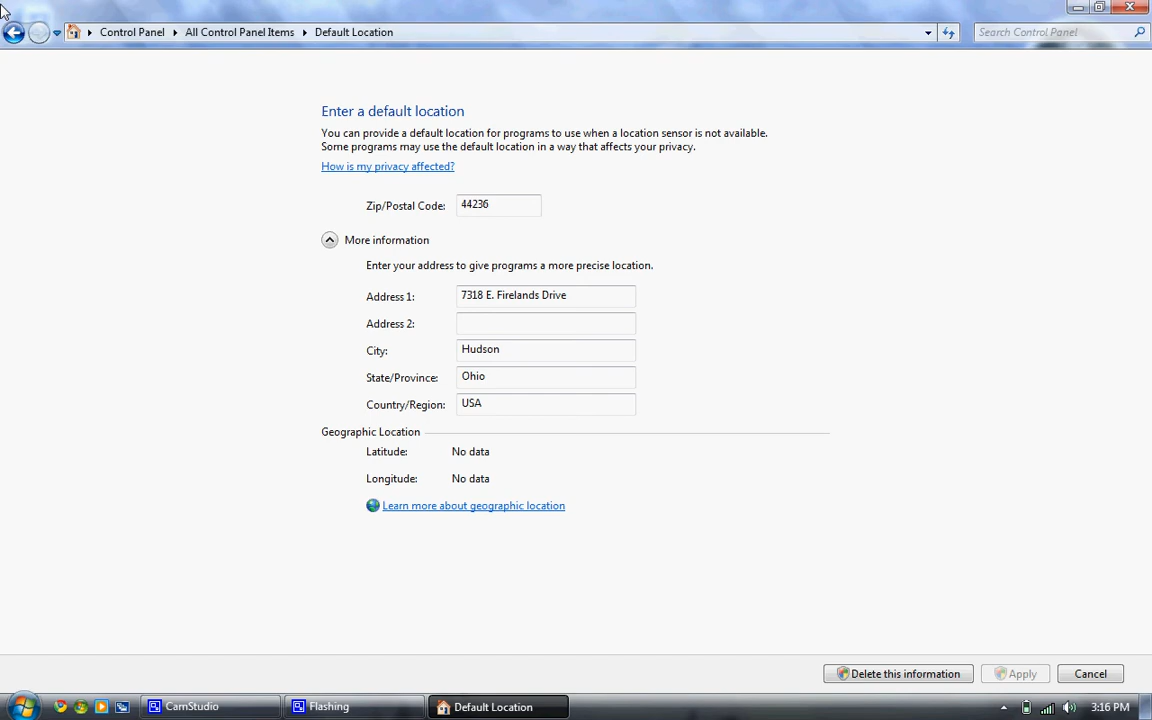 Control Panel
All Control Panel Items
Default Location
Search Control Panel
Enter a default location
You can provide a default location for programs to use when a location sensor is not available.
Some programs may use the default location in a way that affects your privacy.
How is my privacy affected?
Zip/Postal Code: 44236
More information
Enter your address to give programs a more precise location.
Address 1: 7318 E. Firelands Drive
Address 2:
City: Hudson
State/Province: Ohio
Country/Region: USA
Geographic Location
Latitude: No data
Longitude: No data
Learn more about geographic location
Delete this information
Apply
Cancel
CamStudio
Flashing
Default Location
3:16 PM